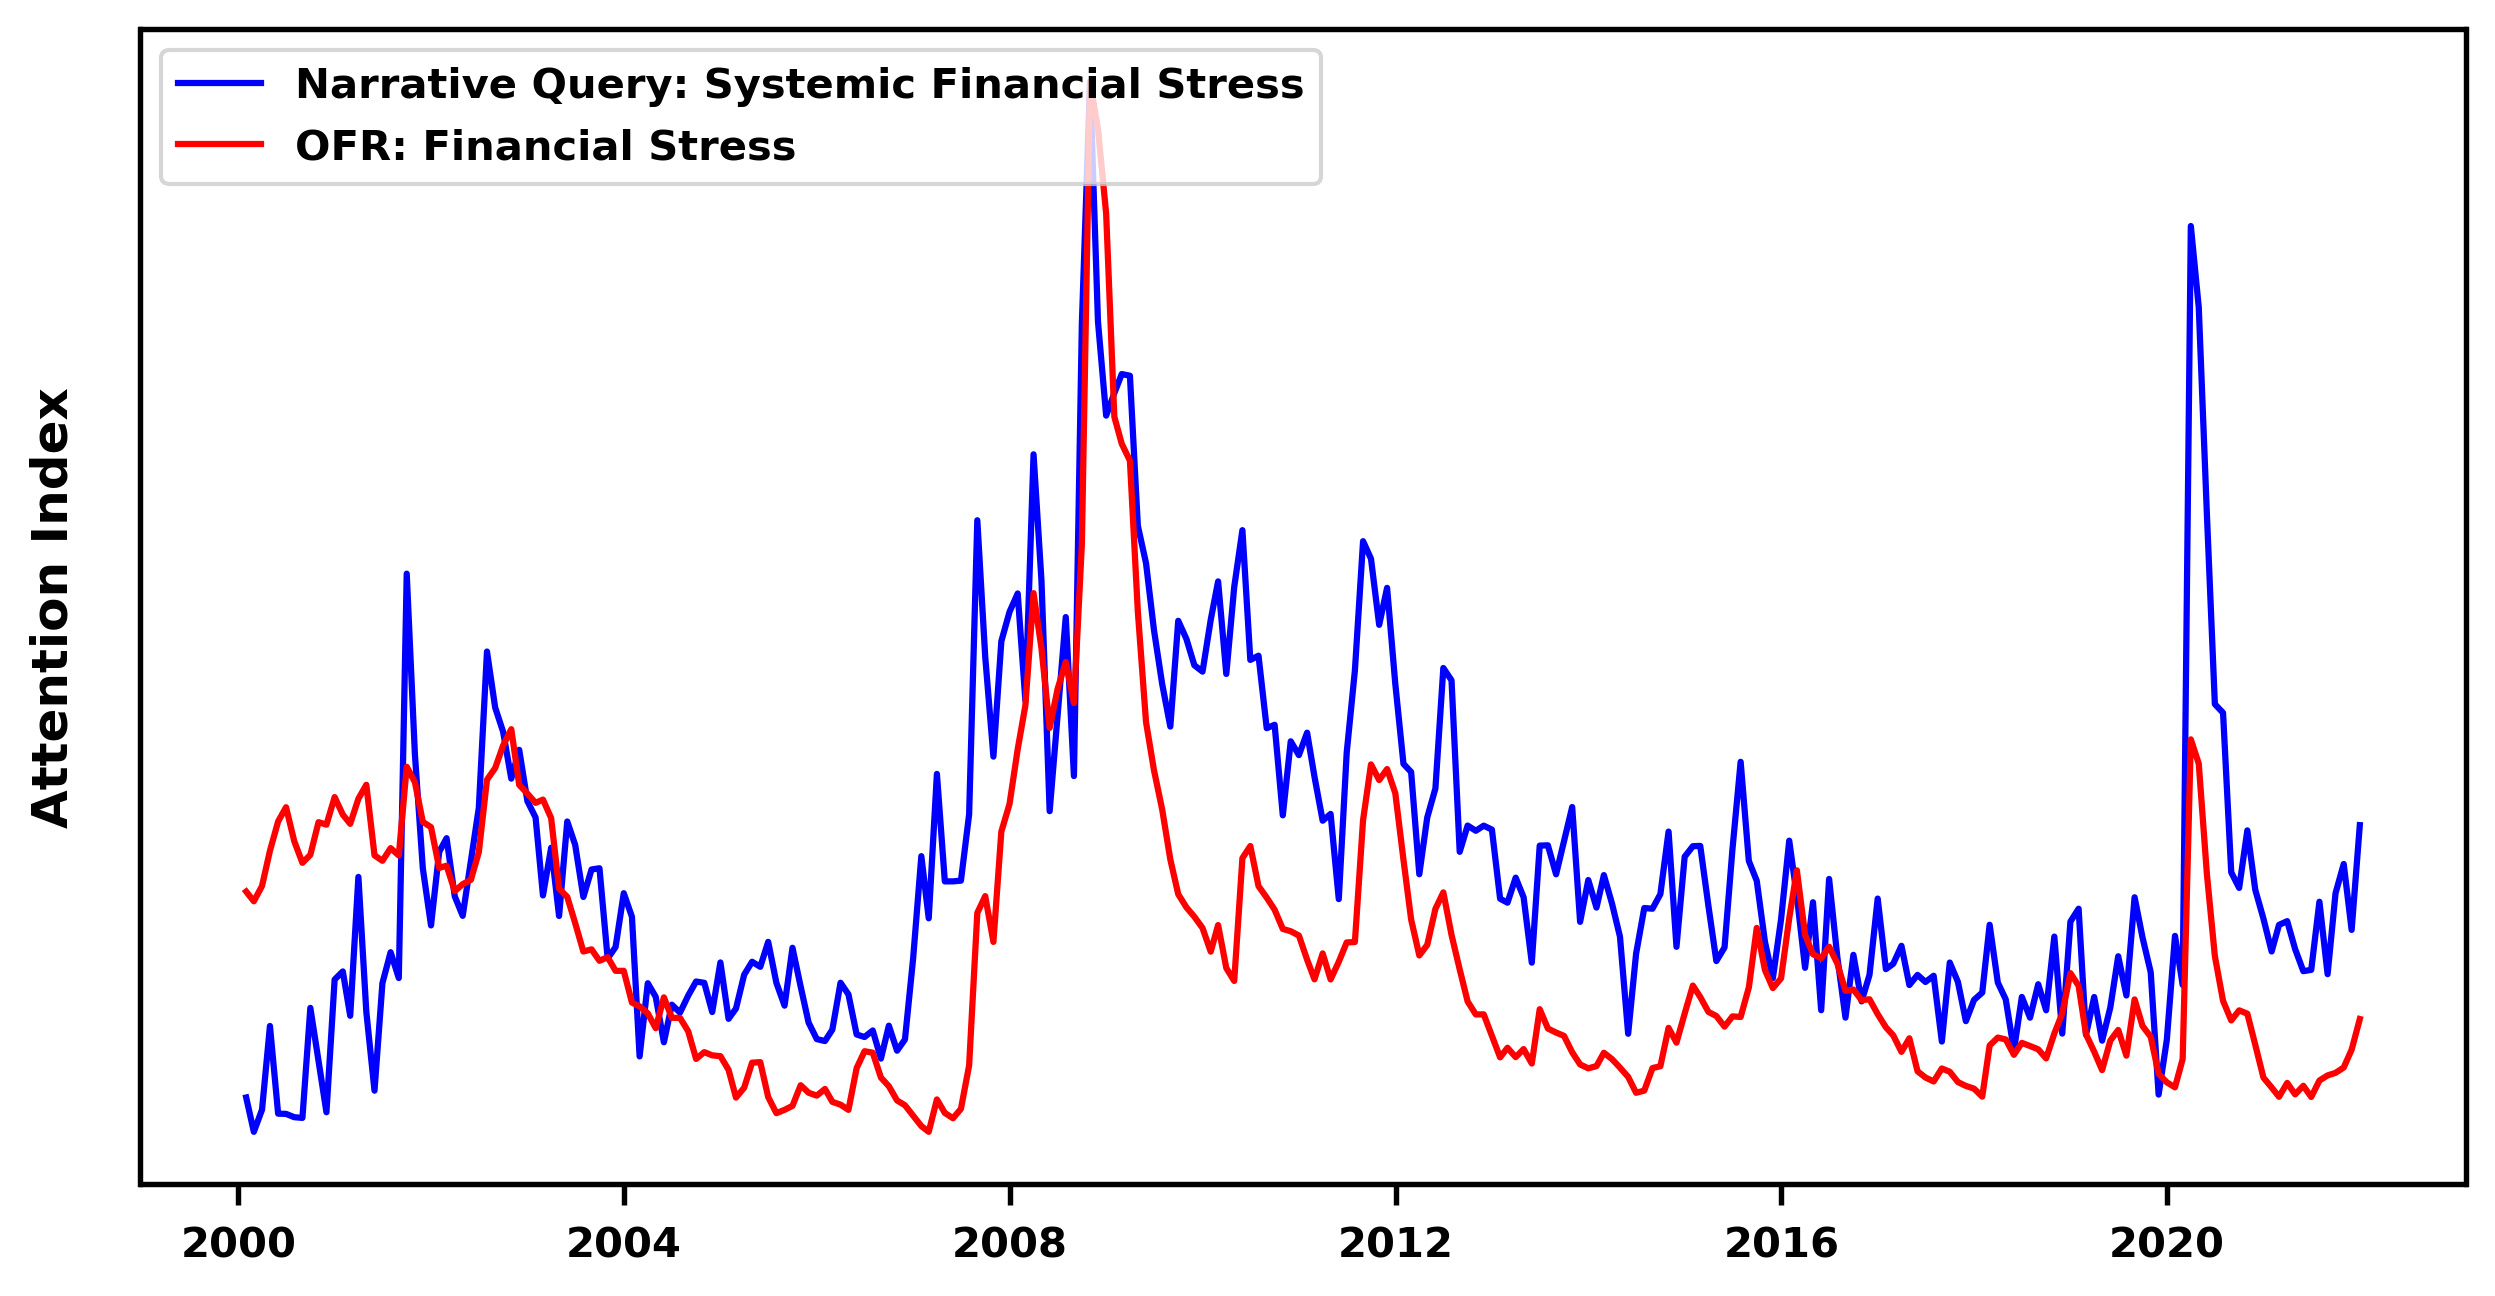 Narrative Query: Systemic Financial Stress
OFR: Financial Stress
Attention Index
2000 2004 2008 2012 2016 2020